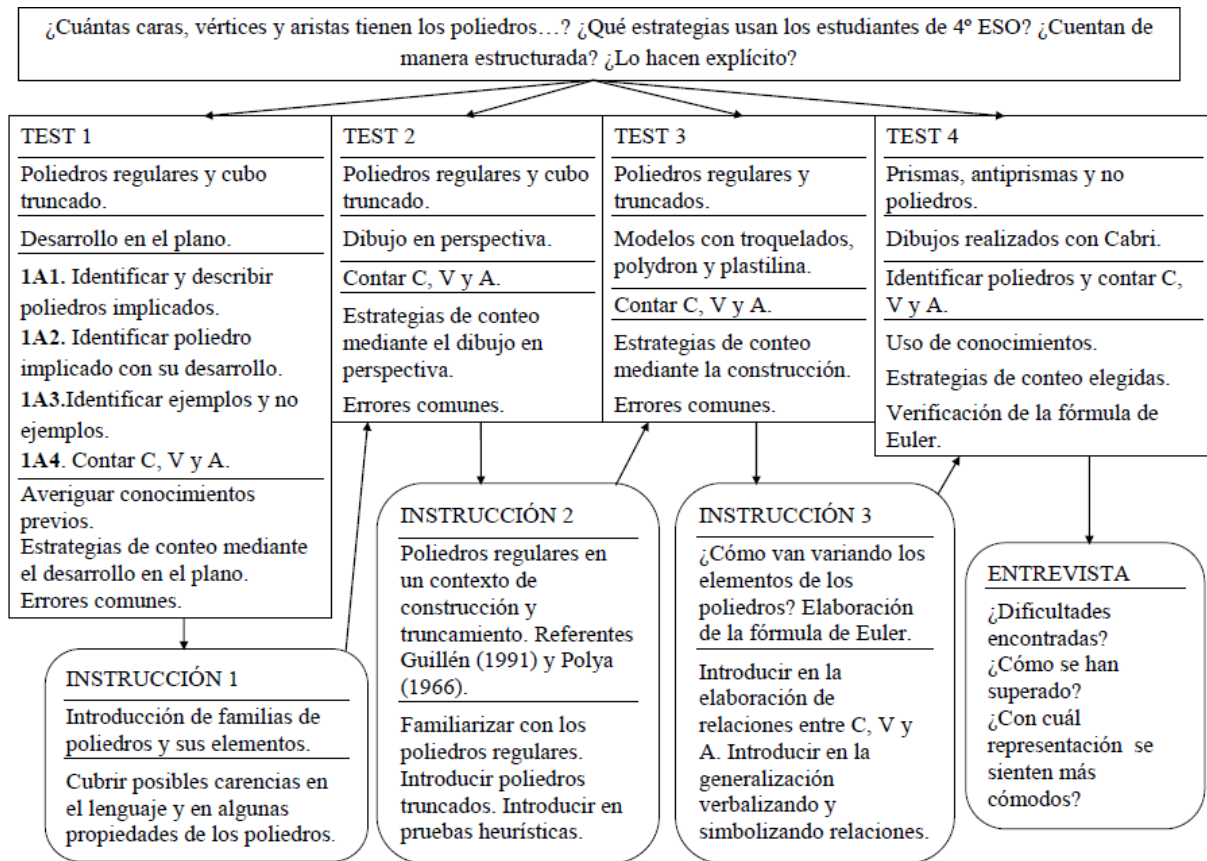 ¿Cuántas caras, vértices y aristas tienen los poliedros…? ¿Qué estrategias usan los estudiantes de 4º ESO? ¿Cuentan de
manera estructurada? ¿Lo hacen explícito?
TEST 1
Poliedros regulares y cubo
truncado.
Desarrollo en el plano.
1A1. Identificar y describir
poliedros implicados.
1A2. Identificar poliedro
implicado con su desarrollo.
1A3.Identificar ejemplos y no
ejemplos.
1A4. Contar C, V y A.
Averiguar conocimientos
previos.
Estrategias de conteo mediante
el desarrollo en el plano.
Errores comunes.
TEST 2
Poliedros regulares y cubo
truncado.
Dibujo en perspectiva.
Contar C, V y A.
Estrategias de conteo
mediante el dibujo en
perspectiva.
Errores comunes.
TEST 3
Poliedros regulares y
truncados.
Modelos con troquelados,
polydron y plastilina.
Contar C, V y A.
Estrategias de conteo
mediante la construcción.
Errores comunes.
TEST 4
Prismas, antiprismas y no
poliedros.
Dibujos realizados con Cabri.
Identificar poliedros y contar C,
V y A.
Uso de conocimientos.
Estrategias de conteo elegidas.
Verificación de la fórmula de
Euler.
INSTRUCCIÓN 1
Introducción de familias de
poliedros y sus elementos.
Cubrir posibles carencias en
el lenguaje y en algunas
propiedades de los poliedros.
INSTRUCCIÓN 2
Poliedros regulares en
un contexto de
construcción y
truncamiento. Referentes
Guillén (1991) y Polya
(1966).
Familiarizar con los
poliedros regulares.
Introducir poliedros
truncados. Introducir en
pruebas heurísticas.
INSTRUCCIÓN 3
¿Cómo van variando los
elementos de los
poliedros? Elaboración
de la fórmula de Euler.
Introducir en la
elaboración de
relaciones entre C, V y
A. Introducir en la
generalización
verbalizando y
simbolizando relaciones.
ENTREVISTA
¿Dificultades
encontradas?
¿Cómo se han
superado?
¿Con cuál
representación se
sienten más
cómodos?